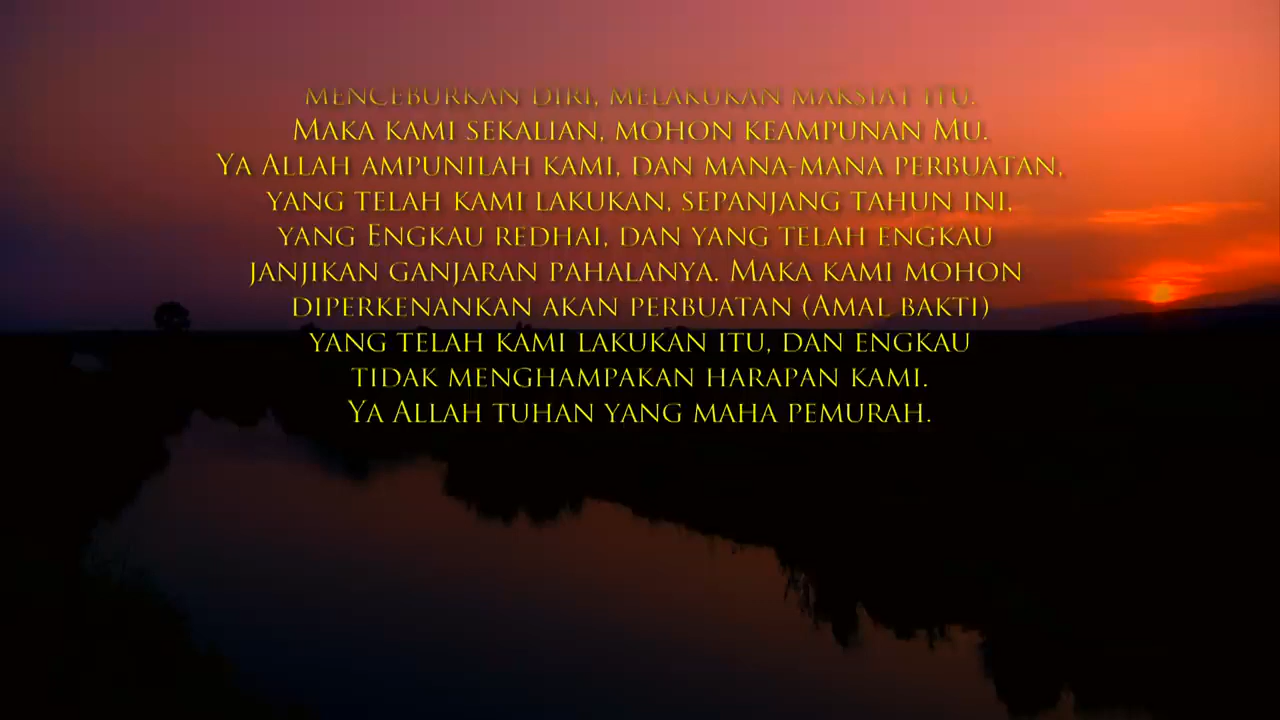 MENCEBURKAN DIRI, MELAKUKAN MAKSIAT ITU.
MAKA KAMI SEKALIAN, MOHON KEAMPUNAN MU.
YA ALLAH AMPUNILAH KAMI, DAN MANA-MANA PERBUATAN,
YANG TELAH KAMI LAKUKAN, SEPANJANG TAHUN INI,
YANG ENGKAU REDHAI, DAN YANG TELAH ENGKAU
JANJIKAN GANJARAN PAHALANYA. MAKA KAMI MOHON
DIPERKENANKAN AKAN PERBUATAN (AMAL BAKTI)
YANG TELAH KAMI LAKUKAN ITU, DAN ENGKAU
TIDAK MENGHAMPAKAN HARAPAN KAMI.
YA ALLAH TUHAN YANG MAHA PEMURAH.